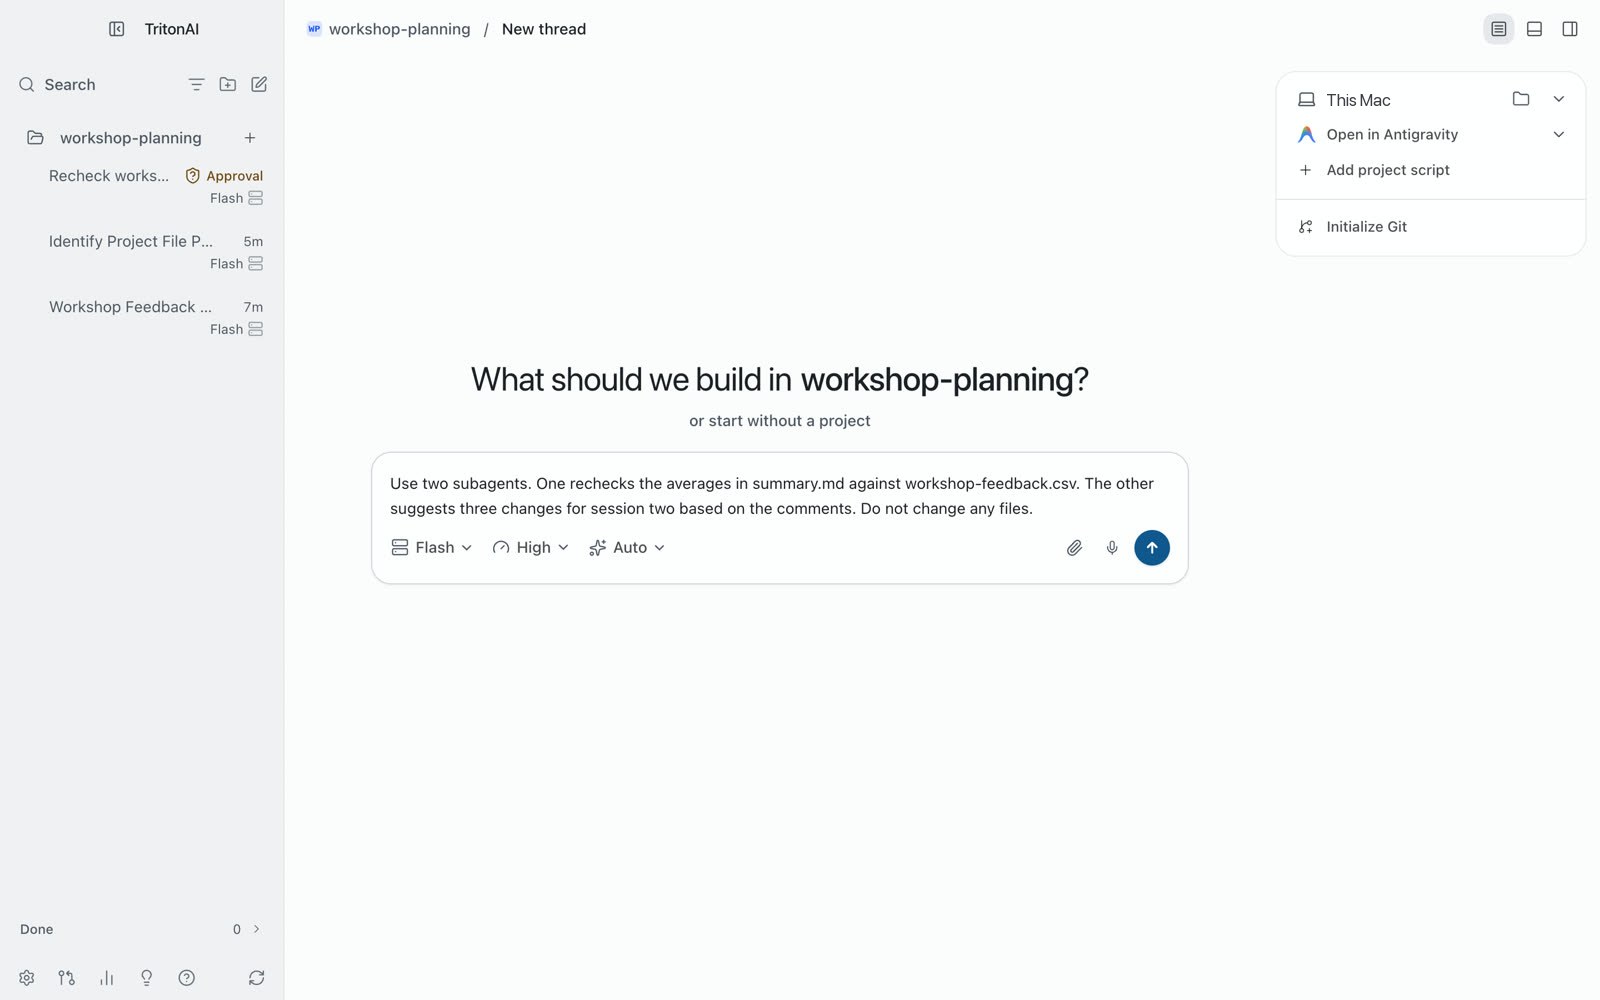 TritonAI
Search
workshop-planning
Recheck works... Approval
Flash
Identify Project File P... 5m
Flash
Workshop Feedback ... 7m
Flash
Done 0
WP workshop-planning / New thread
This Mac
Open in Antigravity
Add project script
Initialize Git
What should we build in workshop-planning?
or start without a project
Use two subagents. One rechecks the averages in summary.md against workshop-feedback.csv. The other
suggests three changes for session two based on the comments. Do not change any files.
Flash High Auto